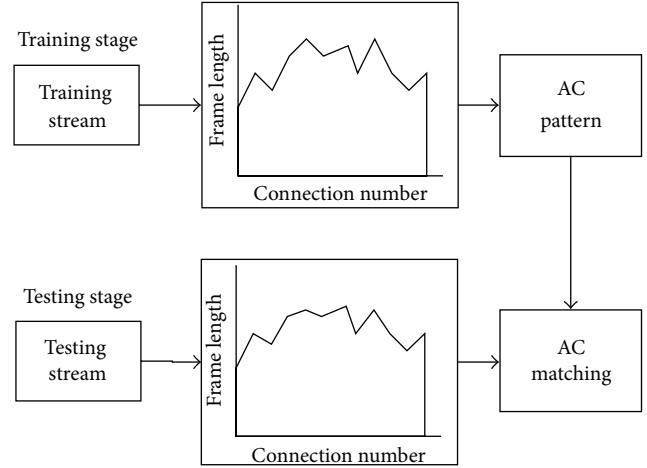 Training stage
Training
stream
Frame length
Connection number
AC
pattern
Testing stage
Testing
stream
Frame length
Connection number
AC
matching